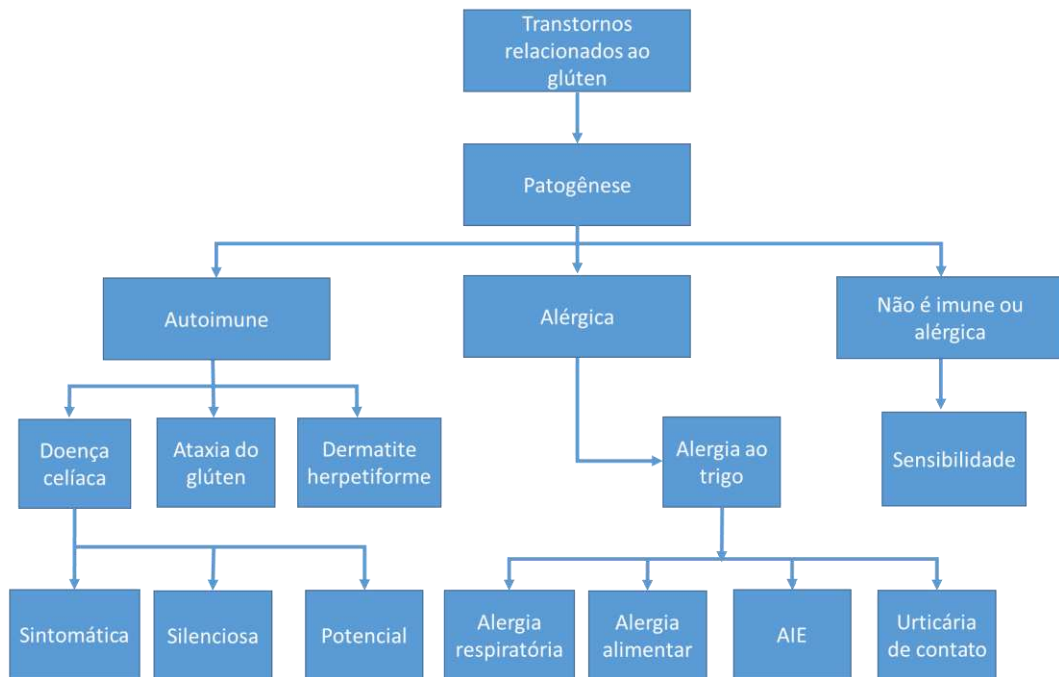 Transtornos
relacionados ao
glúten
Patogênese
Autoimune
Alérgica
Não é imune ou
alérgica
Doença
celíaca
Ataxia do
glúten
Dermatite
herpetiforme
Alergia ao
trigo
Sensibilidade
Sintomática
Silenciosa
Potencial
Alergia
respiratória
Alergia
alimentar
AIE
Urticária
de contato